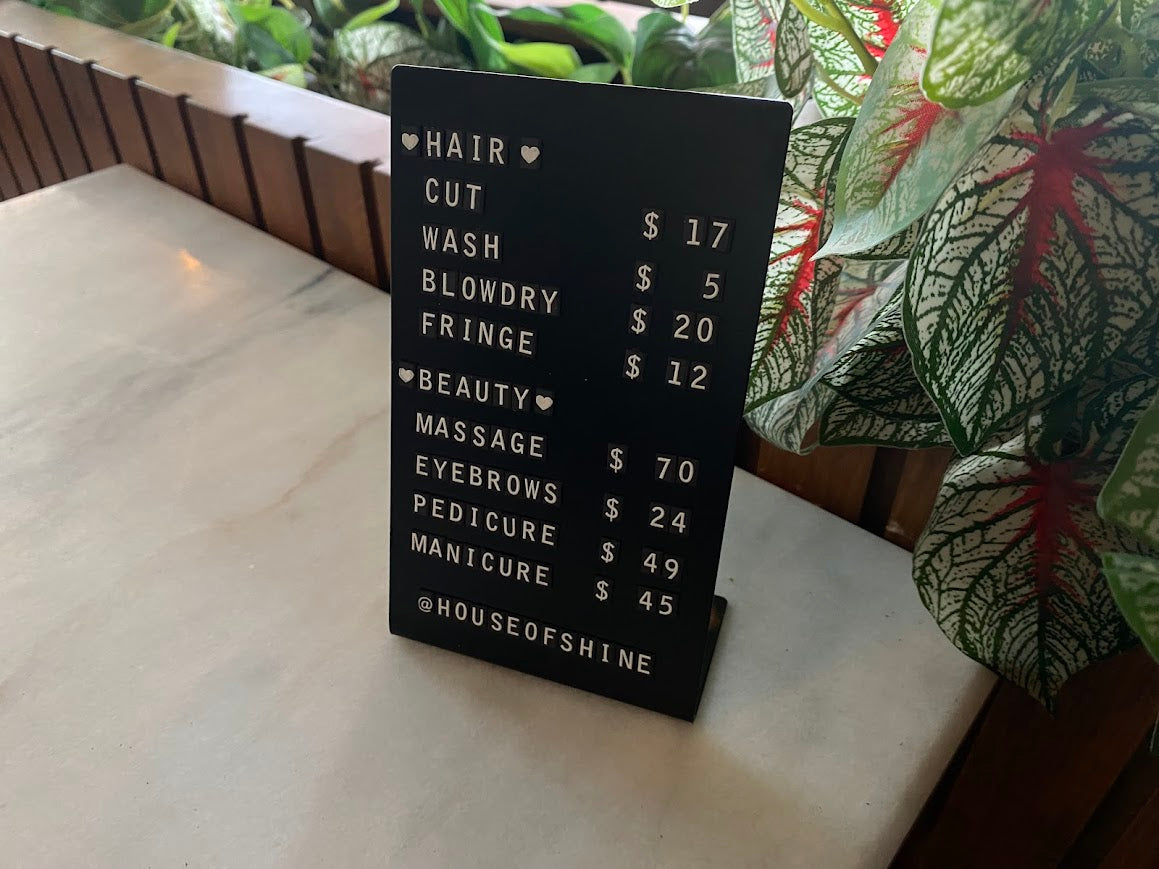 ♥HAIR♥
CUT $ 17
WASH $ 5
BLOWDRY $ 20
FRINGE $ 12
♥BEAUTY♥
MASSAGE $ 70
EYEBROWS $ 24
PEDICURE $ 49
MANICURE $ 45
@HOUSEOFSHINE